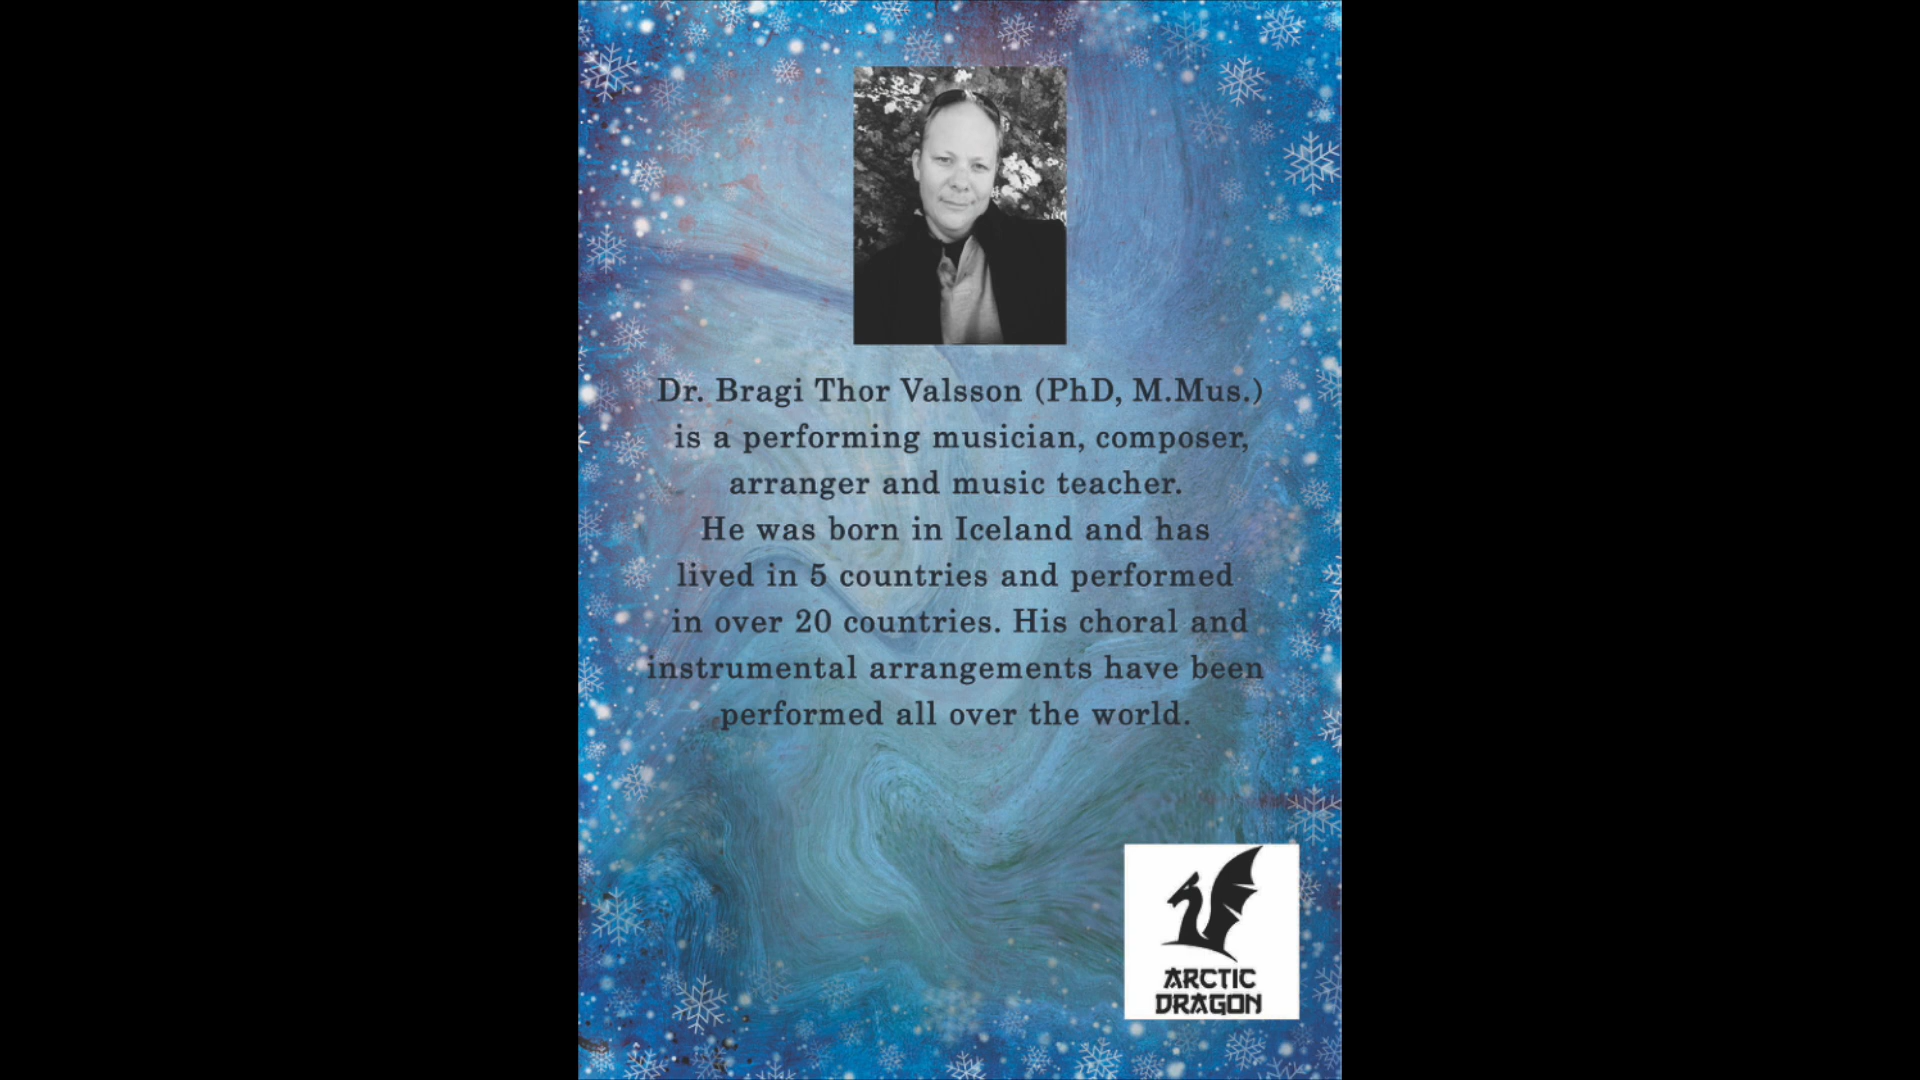 Dr. Bragi Thor Valsson (PhD, M.Mus.)
is a performing musician, composer,
arranger and music teacher.
He was born in Iceland and has
lived in 5 countries and performed
in over 20 countries. His choral and
instrumental arrangements have been
performed all over the world.
ARCTIC
DRAGON